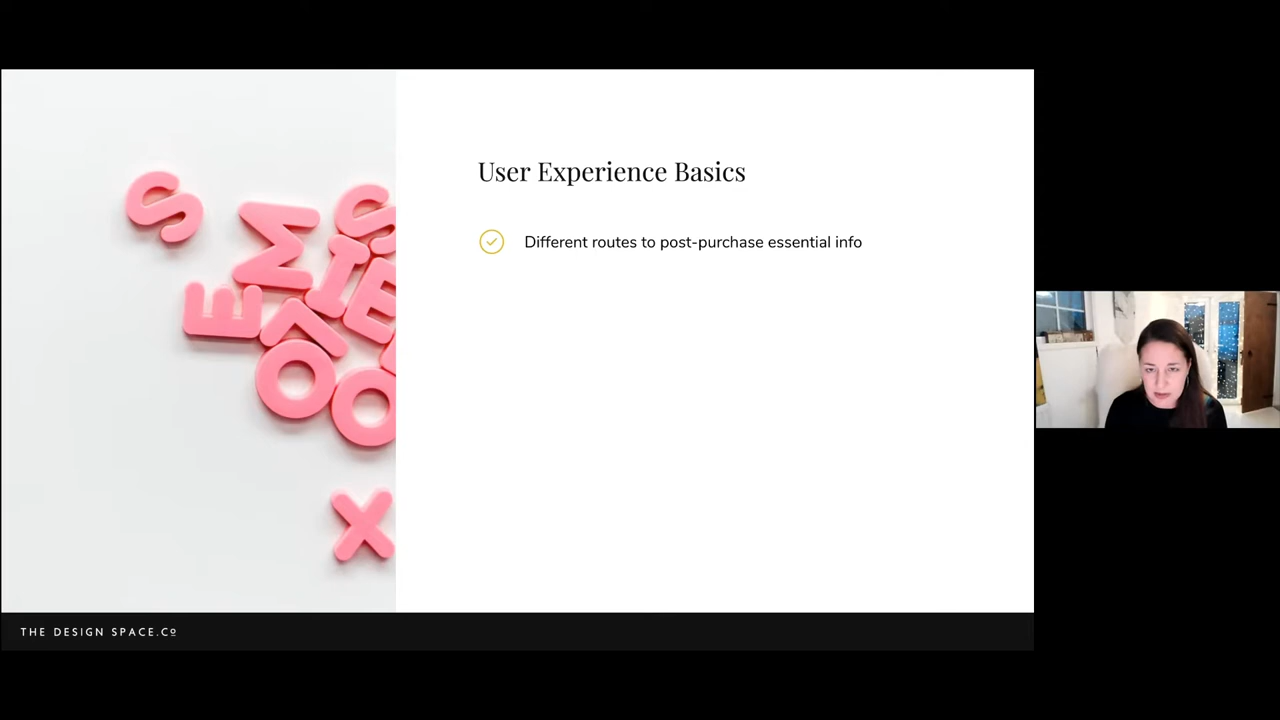 User Experience Basics
Different routes to post-purchase essential info
S
M
S
I
E
E
L
O
O
X
THE DESIGN SPACE.Cº